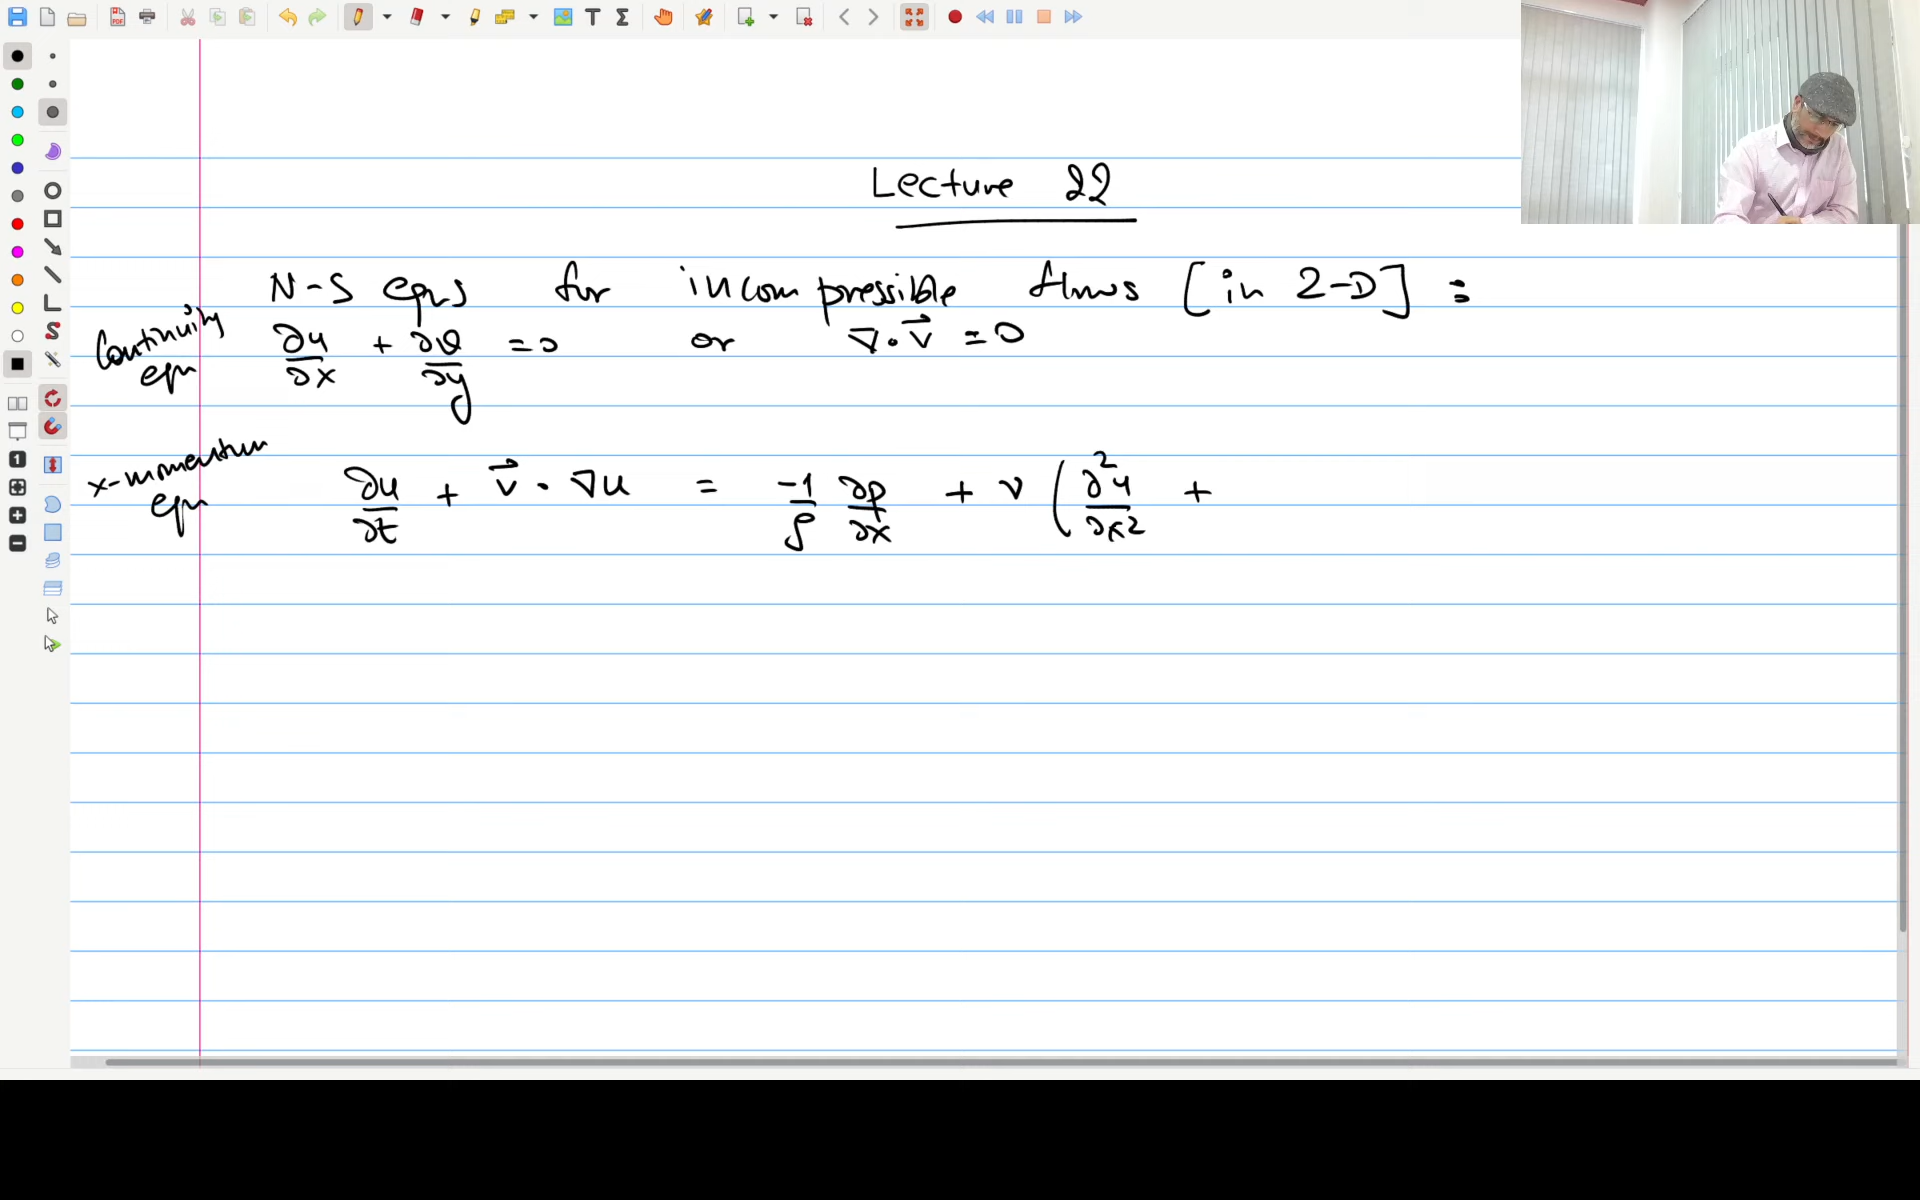 Lecture 22
N-S eqns for incompressible flows [in 2-D] :
Continuity eqn ∂u/∂x + ∂v/∂y = 0 or ∇·v⃗ = 0
x-momentum eqn ∂u/∂t + v⃗ · ∇u = -1/ρ ∂p/∂x + ν ( ∂²u/∂x² +